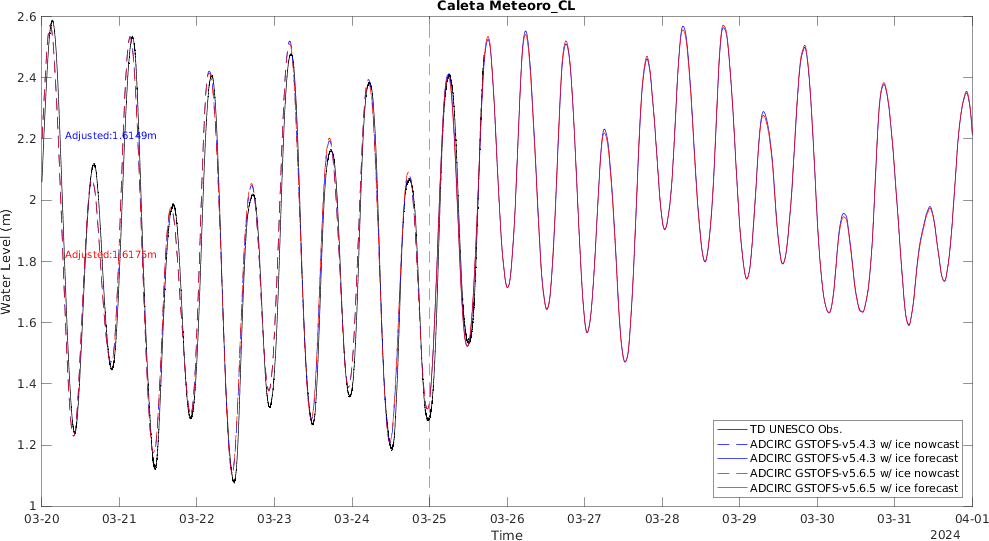 Caleta Meteoro_CL
2.6
2.4
2.2
2
1.8
1.6
1.4
1.2
1
Water Level (m)
Adjusted:1.6149m
Adjusted:1.6175m
TD UNESCO Obs.
ADCIRC GSTOFS-v5.4.3 w/ ice nowcast
ADCIRC GSTOFS-v5.4.3 w/ ice forecast
ADCIRC GSTOFS-v5.6.5 w/ ice nowcast
ADCIRC GSTOFS-v5.6.5 w/ ice forecast
03-20 03-21 03-22 03-23 03-24 03-25 03-26 03-27 03-28 03-29 03-30 03-31 04-01
Time
2024